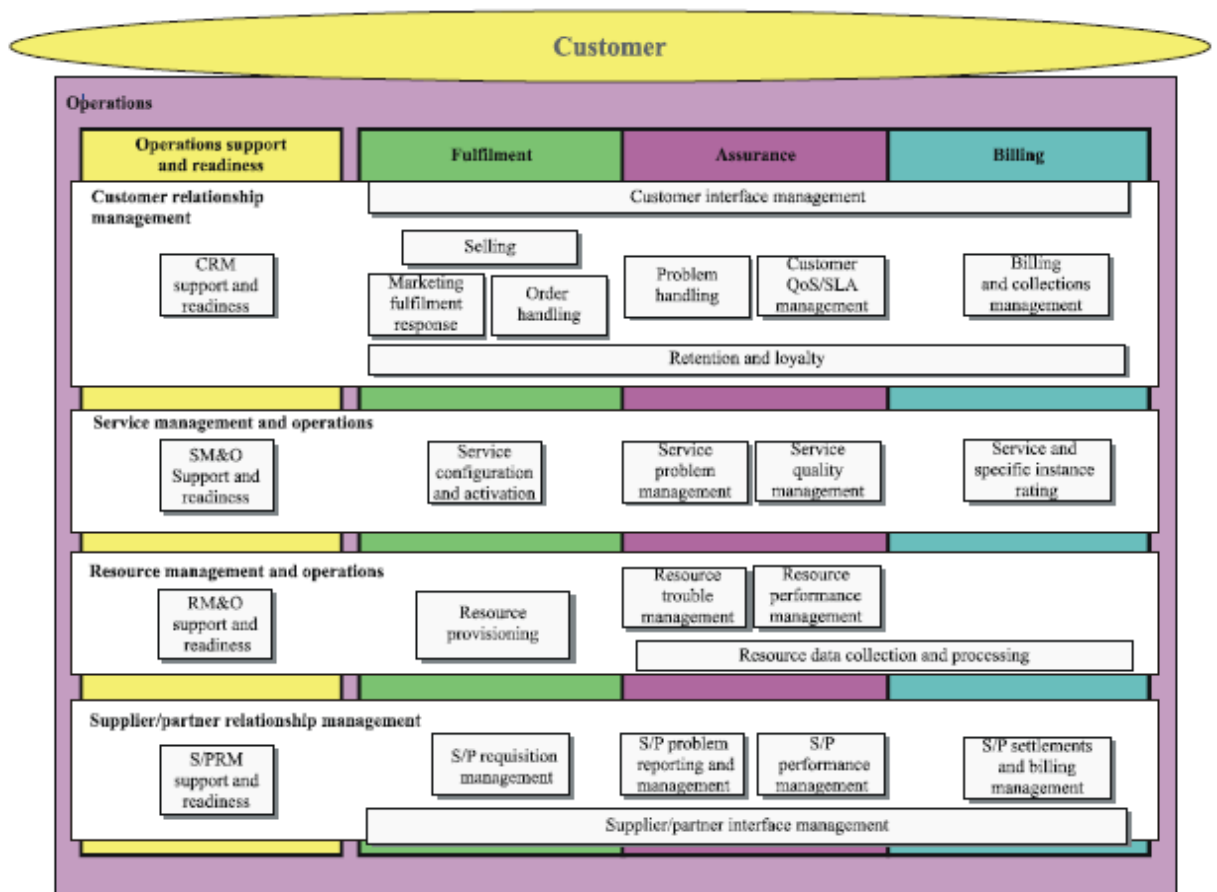 Customer
Operations
Operations support
and readiness
Fulfilment
Assurance
Billing
Customer relationship
management
Customer interface management
Selling
CRM
support and
readiness
Marketing
fulfilment
response
Order
handling
Problem
handling
Customer
QoS/SLA
management
Billing
and collections
management
Retention and loyalty
Service management and operations
SM&O
Support and
readiness
Service
configuration
and activation
Service
problem
management
Service
quality
management
Service and
specific instance
rating
Resource management and operations
RM&O
support and
readiness
Resource
provisioning
Resource
trouble
management
Resource
performance
management
Resource data collection and processing
Supplier/partner relationship management
S/PRM
support and
readiness
S/P requisition
management
S/P problem
reporting and
management
S/P
performance
management
S/P settlements
and billing
management
Supplier/partner interface management